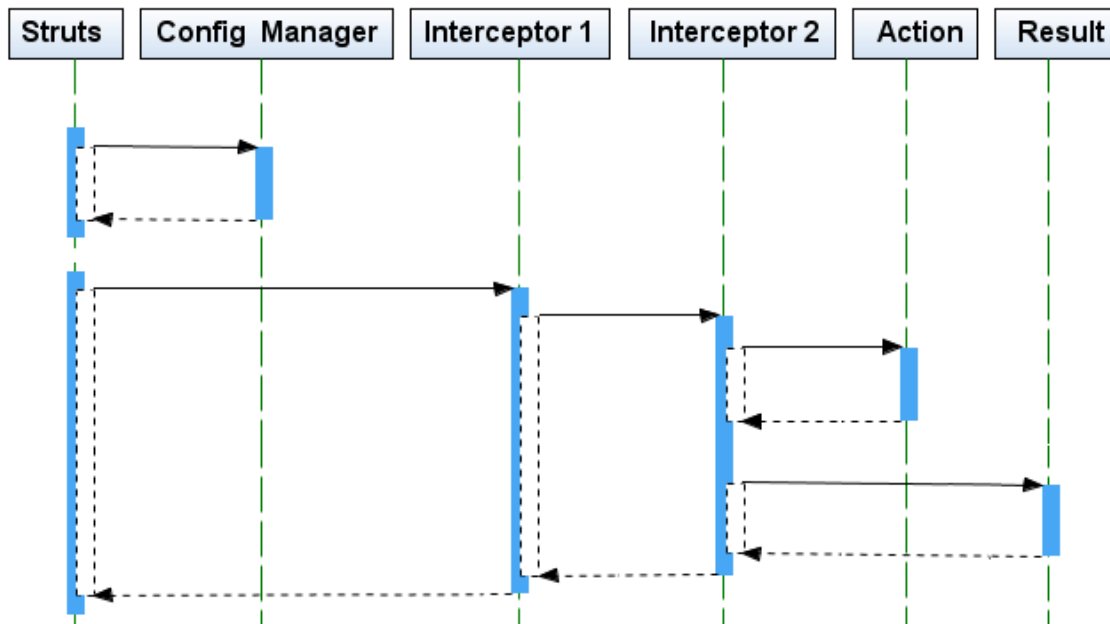 Struts
Config Manager
Interceptor 1
Interceptor 2
Action
Result